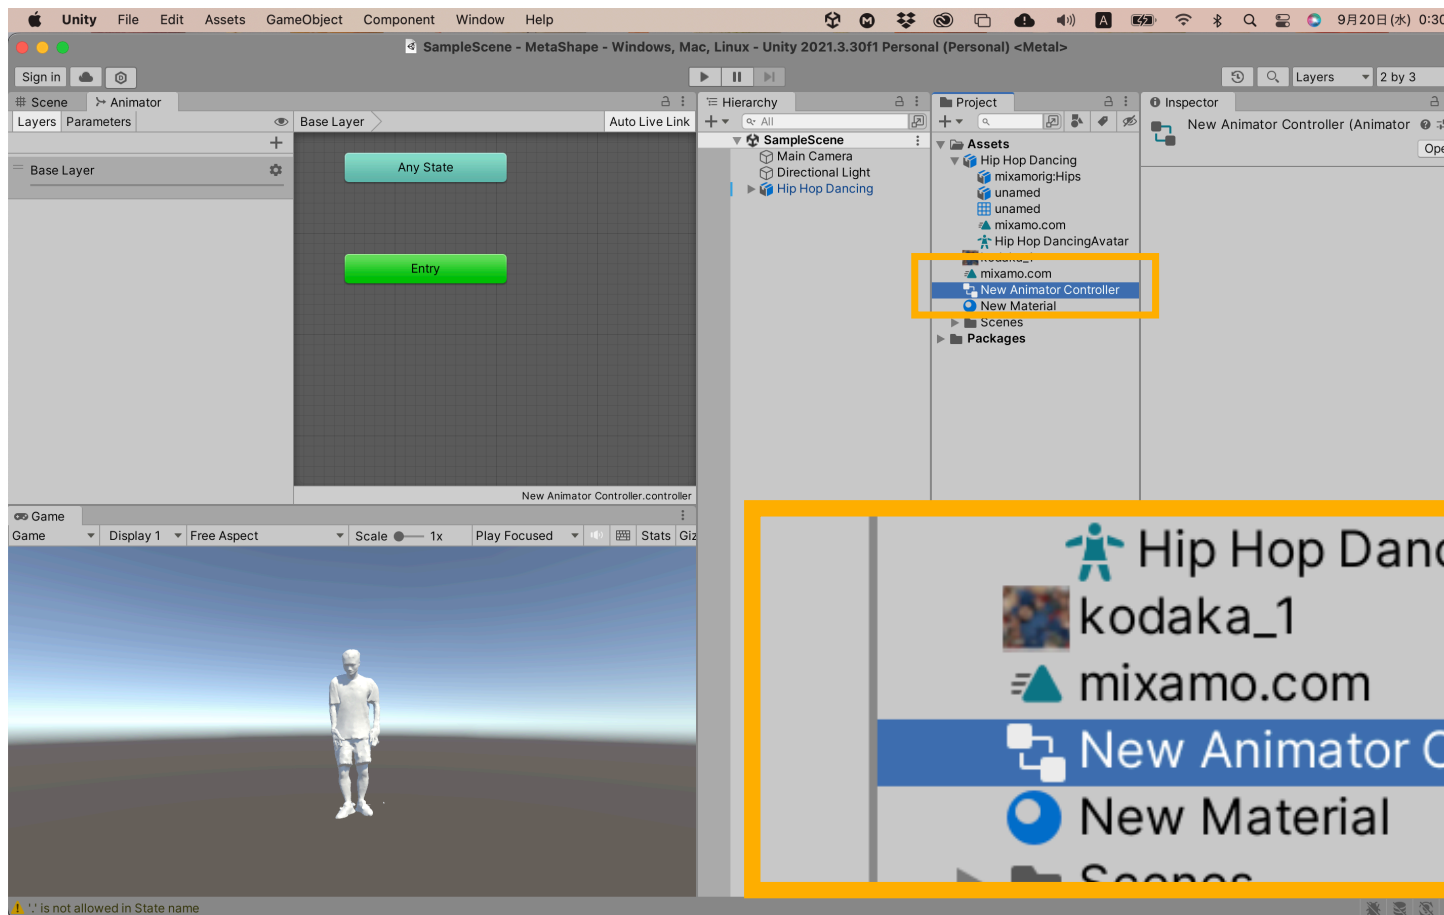 Unity File Edit Assets GameObject Component Window Help
A
9月20日(水) 0:30
SampleScene - MetaShape - Windows, Mac, Linux - Unity 2021.3.30f1 Personal (Personal) <Metal>
Sign in
Layers
2 by 3
Scene
Animator
Layers Parameters
Base Layer
Auto Live Link
Base Layer
Any State
Entry
New Animator Controller.controller
Hierarchy
All
SampleScene
Main Camera
Directional Light
Hip Hop Dancing
Project
Assets
Hip Hop Dancing
mixamorig:Hips
unamed
unamed
mixamo.com
Hip Hop DancingAvatar
kodaka_1
mixamo.com
New Animator Controller
New Material
Scenes
Packages
Inspector
New Animator Controller (Animator
Ope
Game
Game Display 1 Free Aspect Scale 1x Play Focused Stats Giz
Hip Hop Danc
kodaka_1
mixamo.com
New Animator C
New Material
Scenes
'.' is not allowed in State name